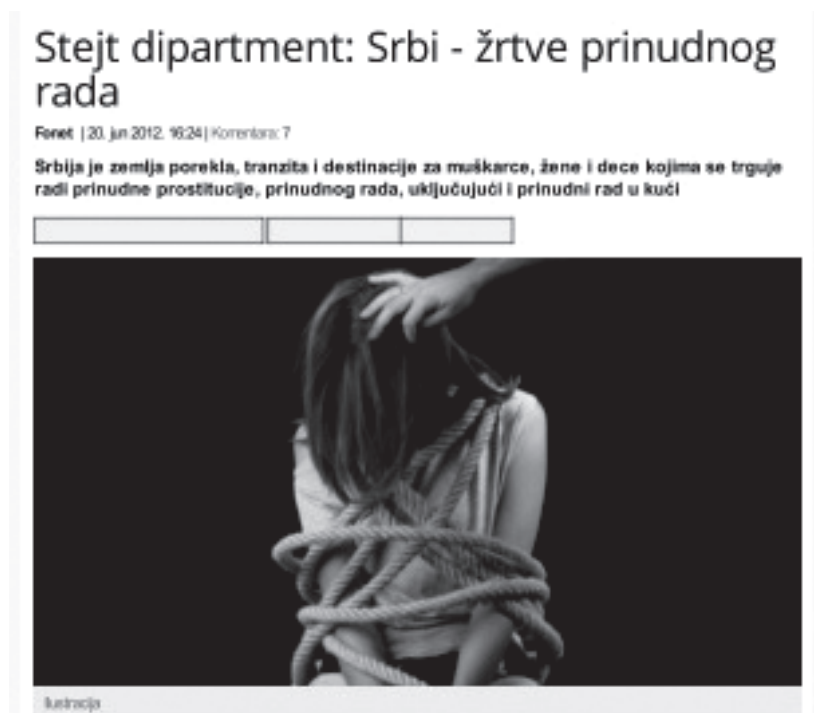 Stejt dipartment: Srbi - žrtve prinudnog
rada
Fonet | 20. jun 2012. 16:24 | Komentara: 7
Srbija je zemlja porekla, tranzita i destinacije za muškarce, žene i dece kojima se trguje
radi prinudne prostitucije, prinudnog rada, uključujući i prinudni rad u kući
Ilustracija